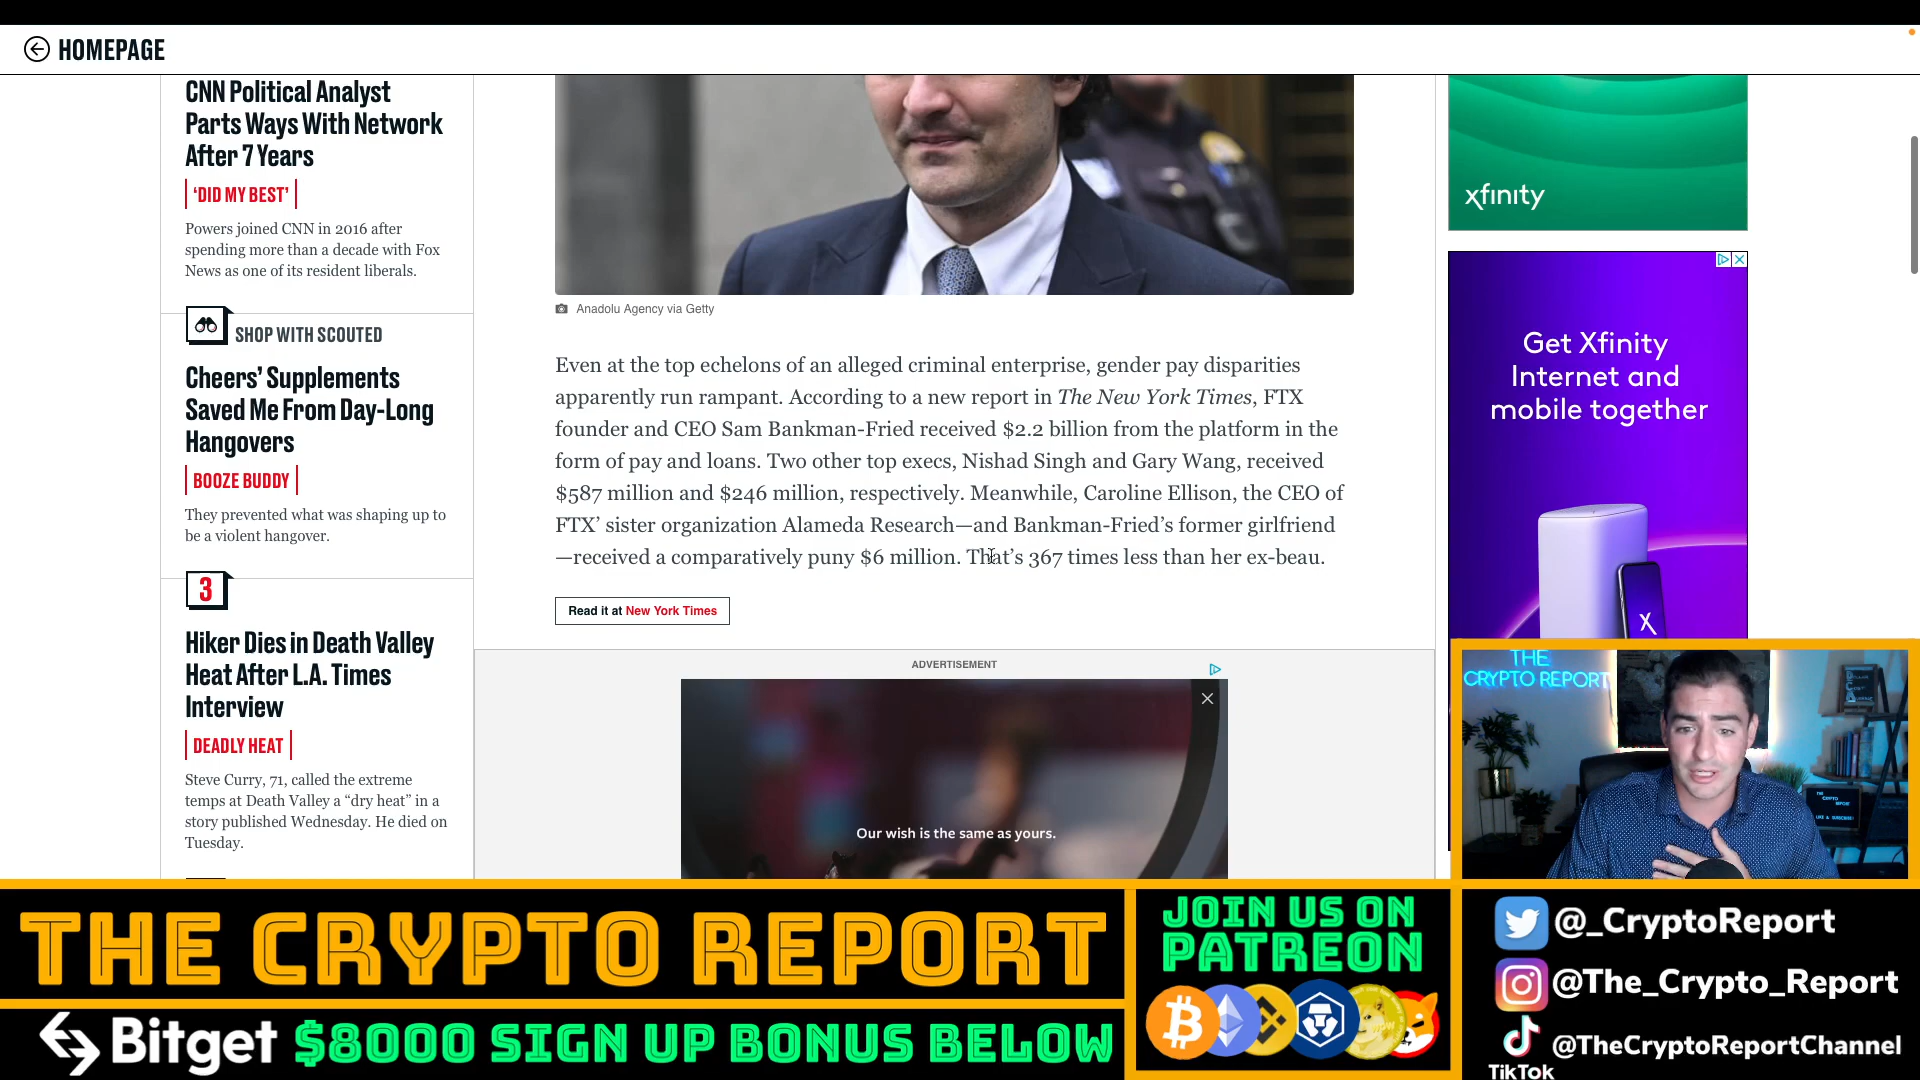 HOMEPAGE
CNN Political Analyst
Parts Ways With Network
After 7 Years
'DID MY BEST'
Powers joined CNN in 2016 after
spending more than a decade with Fox
News as one of its resident liberals.
SHOP WITH SCOUTED
Cheers' Supplements
Saved Me From Day-Long
Hangovers
BOOZE BUDDY
They prevented what was shaping up to
be a violent hangover.
3
Hiker Dies in Death Valley
Heat After L.A. Times
Interview
DEADLY HEAT
Steve Curry, 71, called the extreme
temps at Death Valley a “dry heat” in a
story published Wednesday. He died on
Tuesday.
Anadolu Agency via Getty
Even at the top echelons of an alleged criminal enterprise, gender pay disparities
apparently run rampant. According to a new report in The New York Times, FTX
founder and CEO Sam Bankman-Fried received $2.2 billion from the platform in the
form of pay and loans. Two other top execs, Nishad Singh and Gary Wang, received
$587 million and $246 million, respectively. Meanwhile, Caroline Ellison, the CEO of
FTX’ sister organization Alameda Research—and Bankman-Fried’s former girlfriend
—received a comparatively puny $6 million. That’s 367 times less than her ex-beau.
Read it at New York Times
ADVERTISEMENT
Our wish is the same as yours.
xfinity
Get Xfinity
Internet and
mobile together
X
THE
CRYPTO REPORT
THE CRYPTO REPORT
Bitget $8000 SIGN UP BONUS BELOW
JOIN US ON
PATREON
@_CryptoReport
@The_Crypto_Report
@TheCryptoReportChannel
TikTok